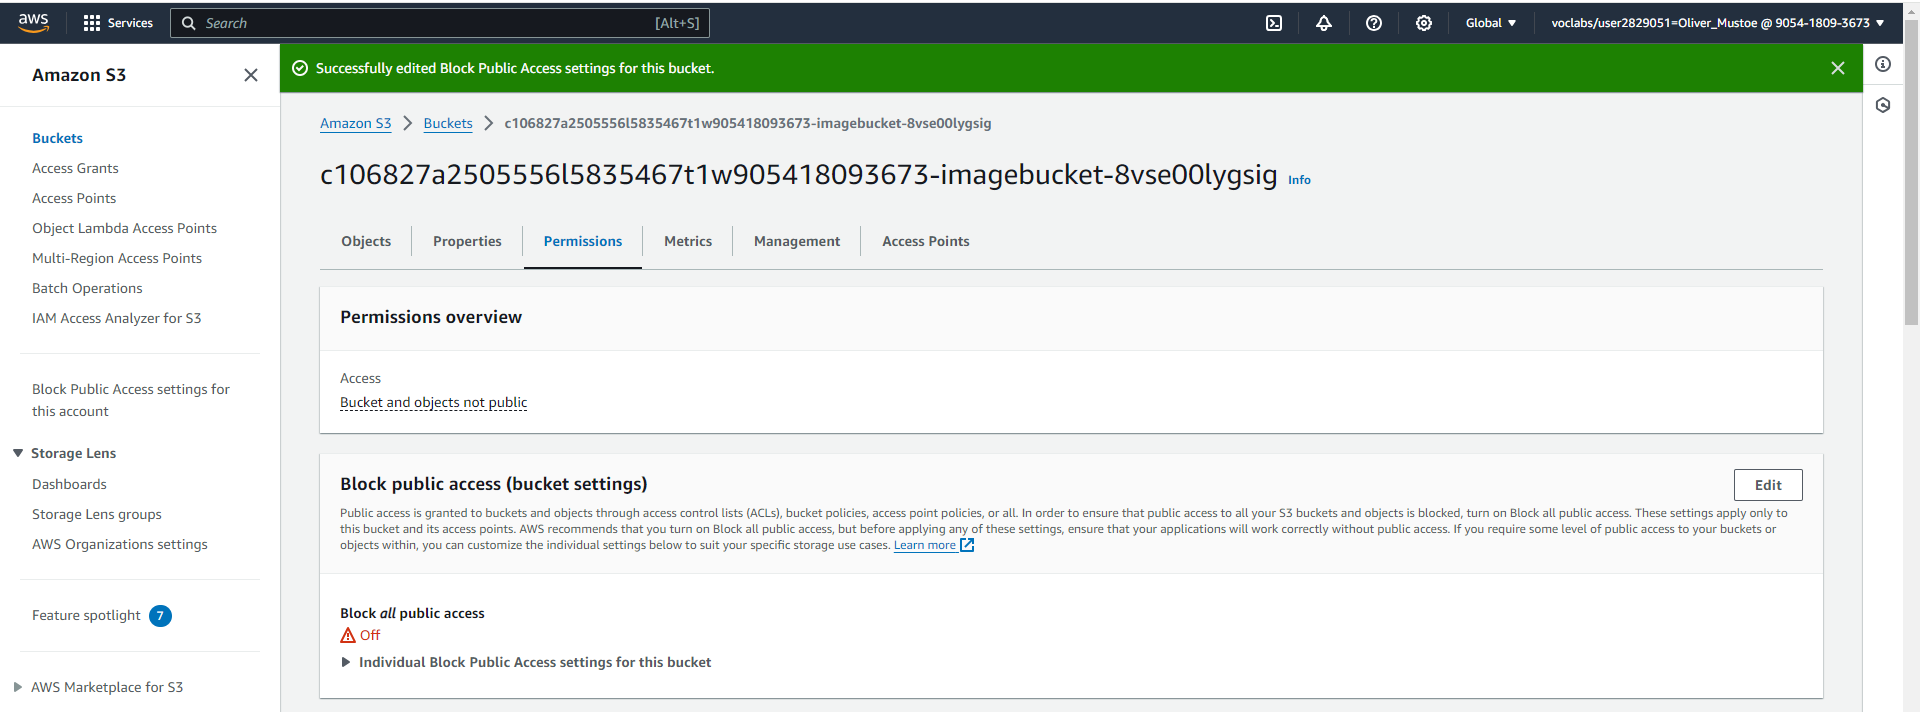 aws
Services
Search [Alt+S]
Global
voclabs/user2829051=Oliver_Mustoe @ 9054-1809-3673
Amazon S3
Buckets
Access Grants
Access Points
Object Lambda Access Points
Multi-Region Access Points
Batch Operations
IAM Access Analyzer for S3
Block Public Access settings for
this account
Storage Lens
Dashboards
Storage Lens groups
AWS Organizations settings
Feature spotlight 7
AWS Marketplace for S3
Successfully edited Block Public Access settings for this bucket.
Amazon S3 > Buckets > c106827a2505556l5835467t1w905418093673-imagebucket-8vse00lygsig
c106827a2505556l5835467t1w905418093673-imagebucket-8vse00lygsig Info
Objects Properties Permissions Metrics Management Access Points
Permissions overview
Access
Bucket and objects not public
Block public access (bucket settings)
Edit
Public access is granted to buckets and objects through access control lists (ACLs), bucket policies, access point policies, or all. In order to ensure that public access to all your S3 buckets and objects is blocked, turn on Block all public access. These settings apply only to
this bucket and its access points. AWS recommends that you turn on Block all public access, but before applying any of these settings, ensure that your applications will work correctly without public access. If you require some level of public access to your buckets or
objects within, you can customize the individual settings below to suit your specific storage use cases. Learn more
Block all public access
Off
Individual Block Public Access settings for this bucket